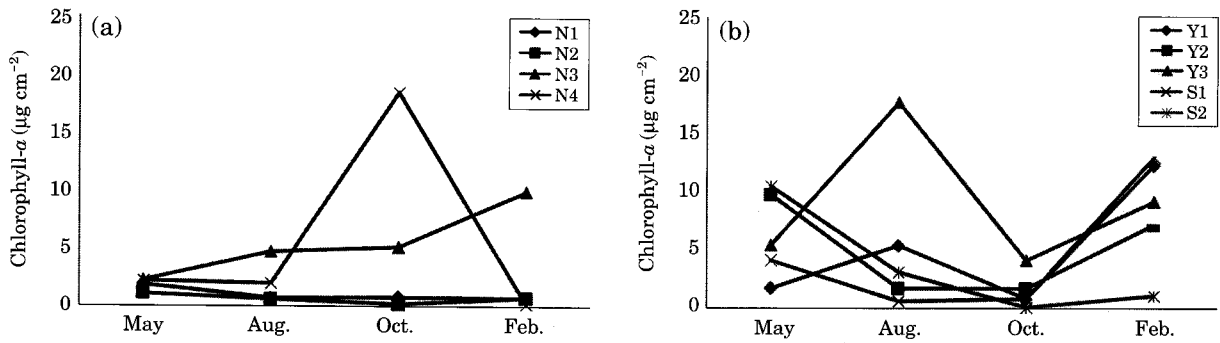 (a)
Chlorophyll-a (µg cm⁻²)
25
20
15
10
5
0
May Aug. Oct. Feb.
N1
N2
N3
N4
(b)
Chlorophyll-a (µg cm⁻²)
25
20
15
10
5
0
May Aug. Oct. Feb.
Y1
Y2
Y3
S1
S2